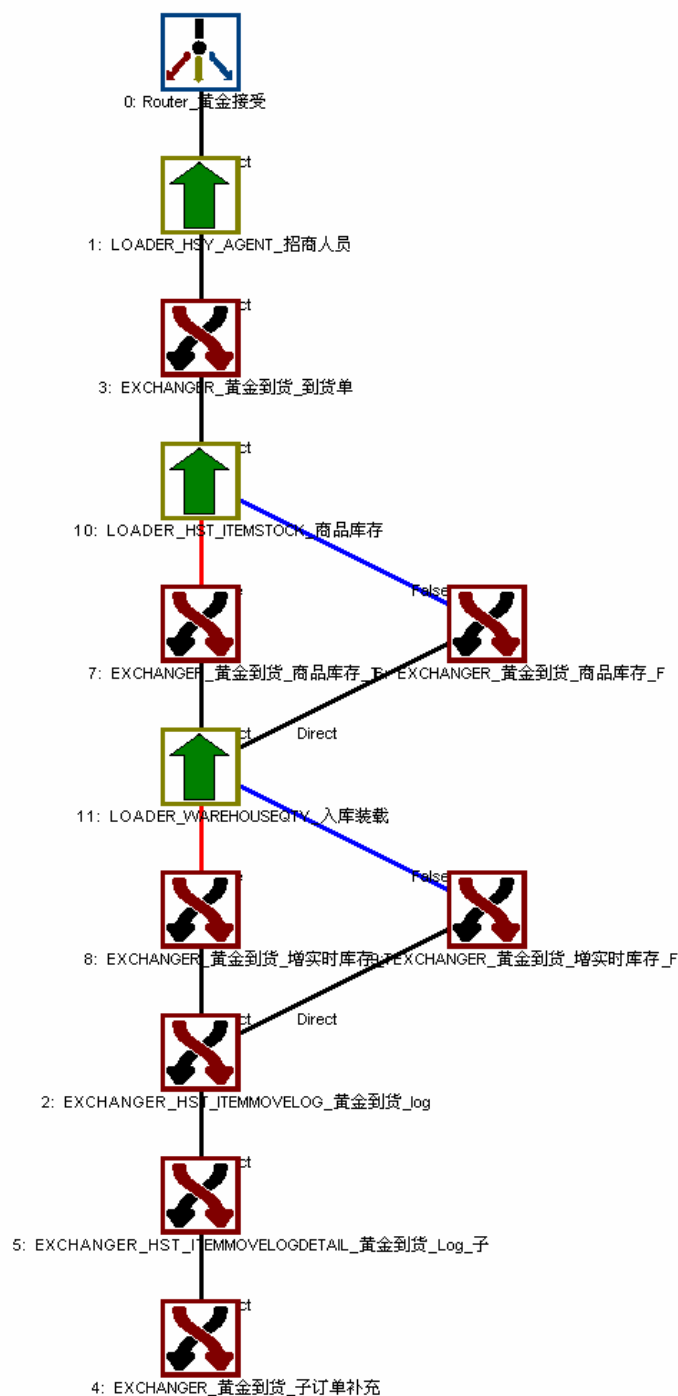 0: Router_黄金接受
ct
1: LOADER_HSY_AGENT_招商人员
ct
3: EXCHANGER_黄金到货_到货单
ct
10: LOADER_HST_ITEMSTOCK_商品库存
False
7: EXCHANGER_黄金到货_商品库存_T
EXCHANGER_黄金到货_商品库存_F
ct
Direct
11: LOADER_WAREHOUSEQTY_入库装载
False
8: EXCHANGER_黄金到货_增实时库存_T
EXCHANGER_黄金到货_增实时库存_F
ct
Direct
2: EXCHANGER_HST_ITEMMOVELOG_黄金到货_log
ct
5: EXCHANGER_HST_ITEMMOVELOGDETAIL_黄金到货_Log_子
ct
4: EXCHANGER_黄金到货_子订单补充